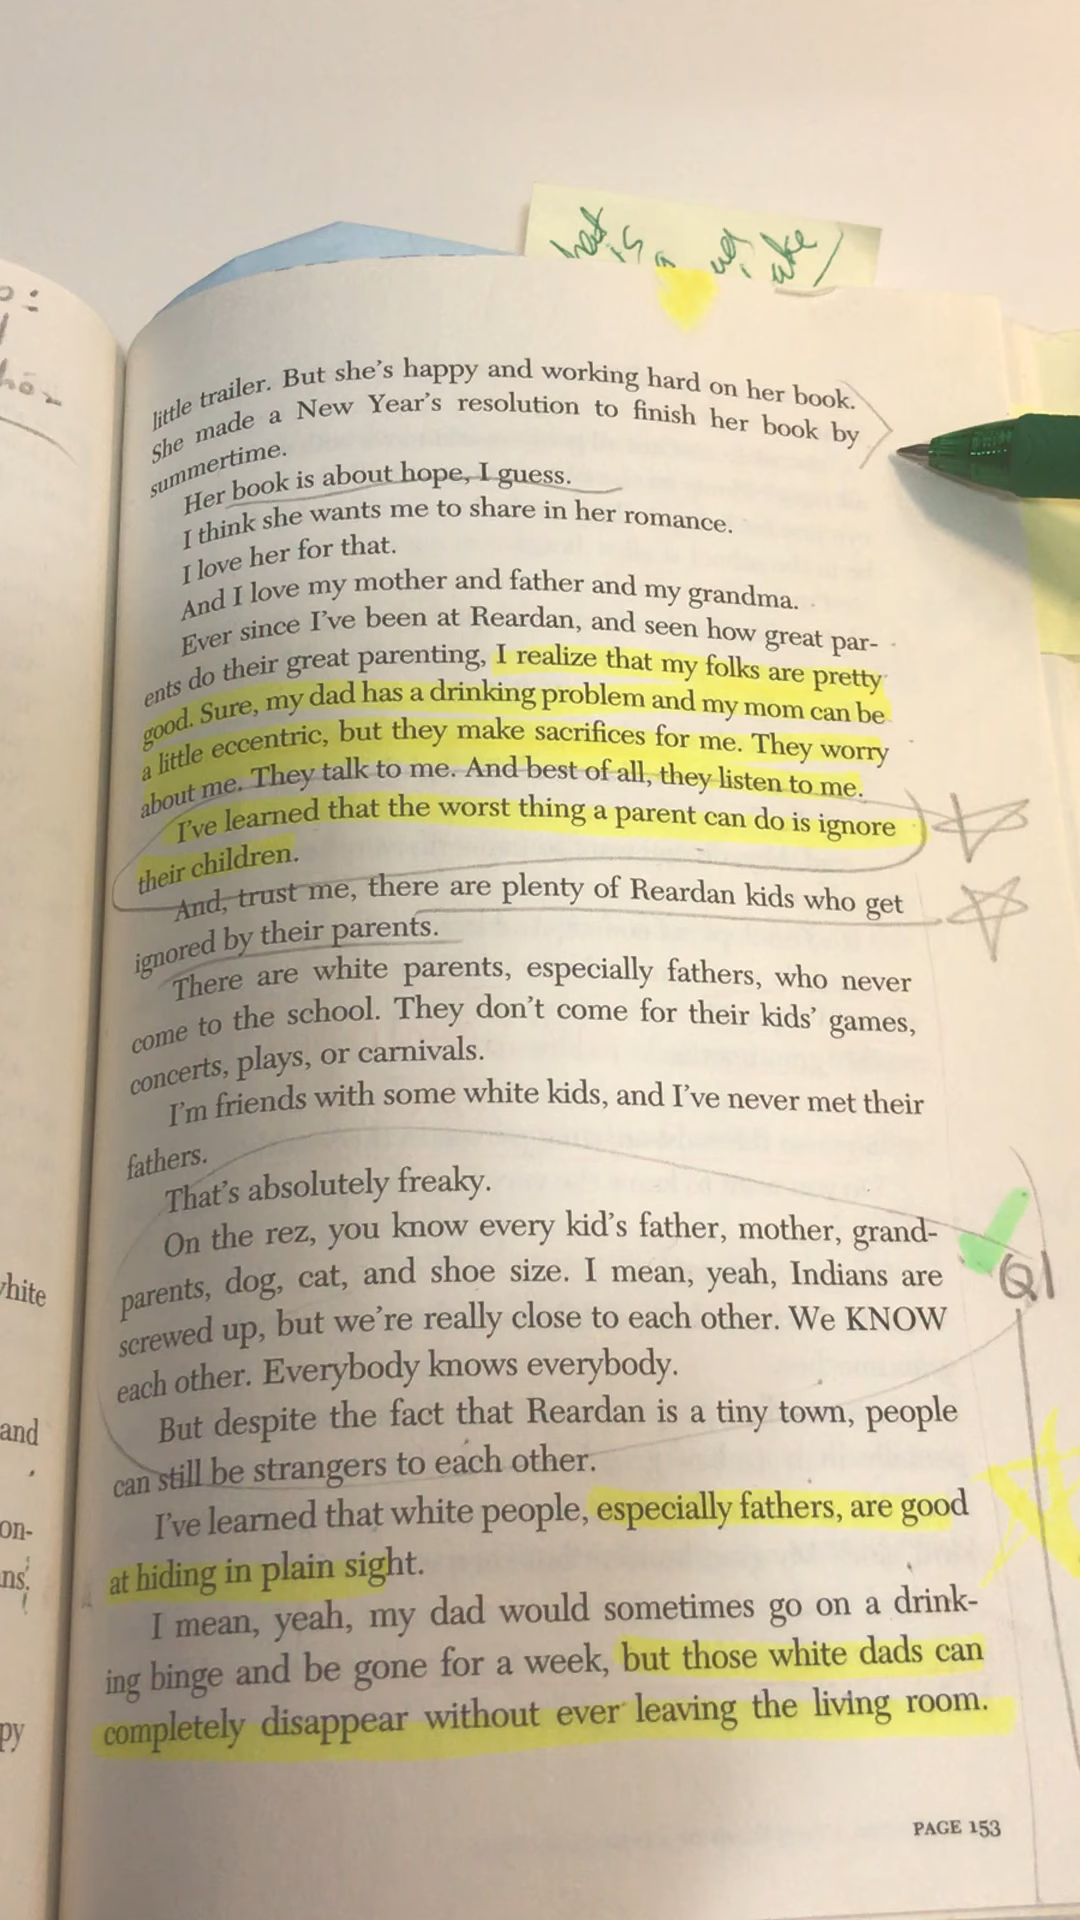 little trailer. But she's happy and working hard on her book.
She made a New Year's resolution to finish her book by
summertime.
Her book is about hope, I guess.
I think she wants me to share in her romance.
I love her for that.
And I love my mother and father and my grandma.
Ever since I've been at Reardan, and seen how great par-
ents do their great parenting, I realize that my folks are pretty
good. Sure, my dad has a drinking problem and my mom can be
a little eccentric, but they make sacrifices for me. They worry
about me. They talk to me. And best of all, they listen to me.
I've learned that the worst thing a parent can do is ignore
their children.
And, trust me, there are plenty of Reardan kids who get
ignored by their parents.
There are white parents, especially fathers, who never
come to the school. They don't come for their kids' games,
concerts, plays, or carnivals.
I'm friends with some white kids, and I've never met their
fathers.
That's absolutely freaky.
On the rez, you know every kid's father, mother, grand-
parents, dog, cat, and shoe size. I mean, yeah, Indians are
screwed up, but we're really close to each other. We KNOW
each other. Everybody knows everybody.
But despite the fact that Reardan is a tiny town, people
can still be strangers to each other.
I've learned that white people, especially fathers, are good
at hiding in plain sight.
I mean, yeah, my dad would sometimes go on a drink-
ing binge and be gone for a week, but those white dads can
completely disappear without ever leaving the living room.
PAGE 153
Q1
and
on-
py